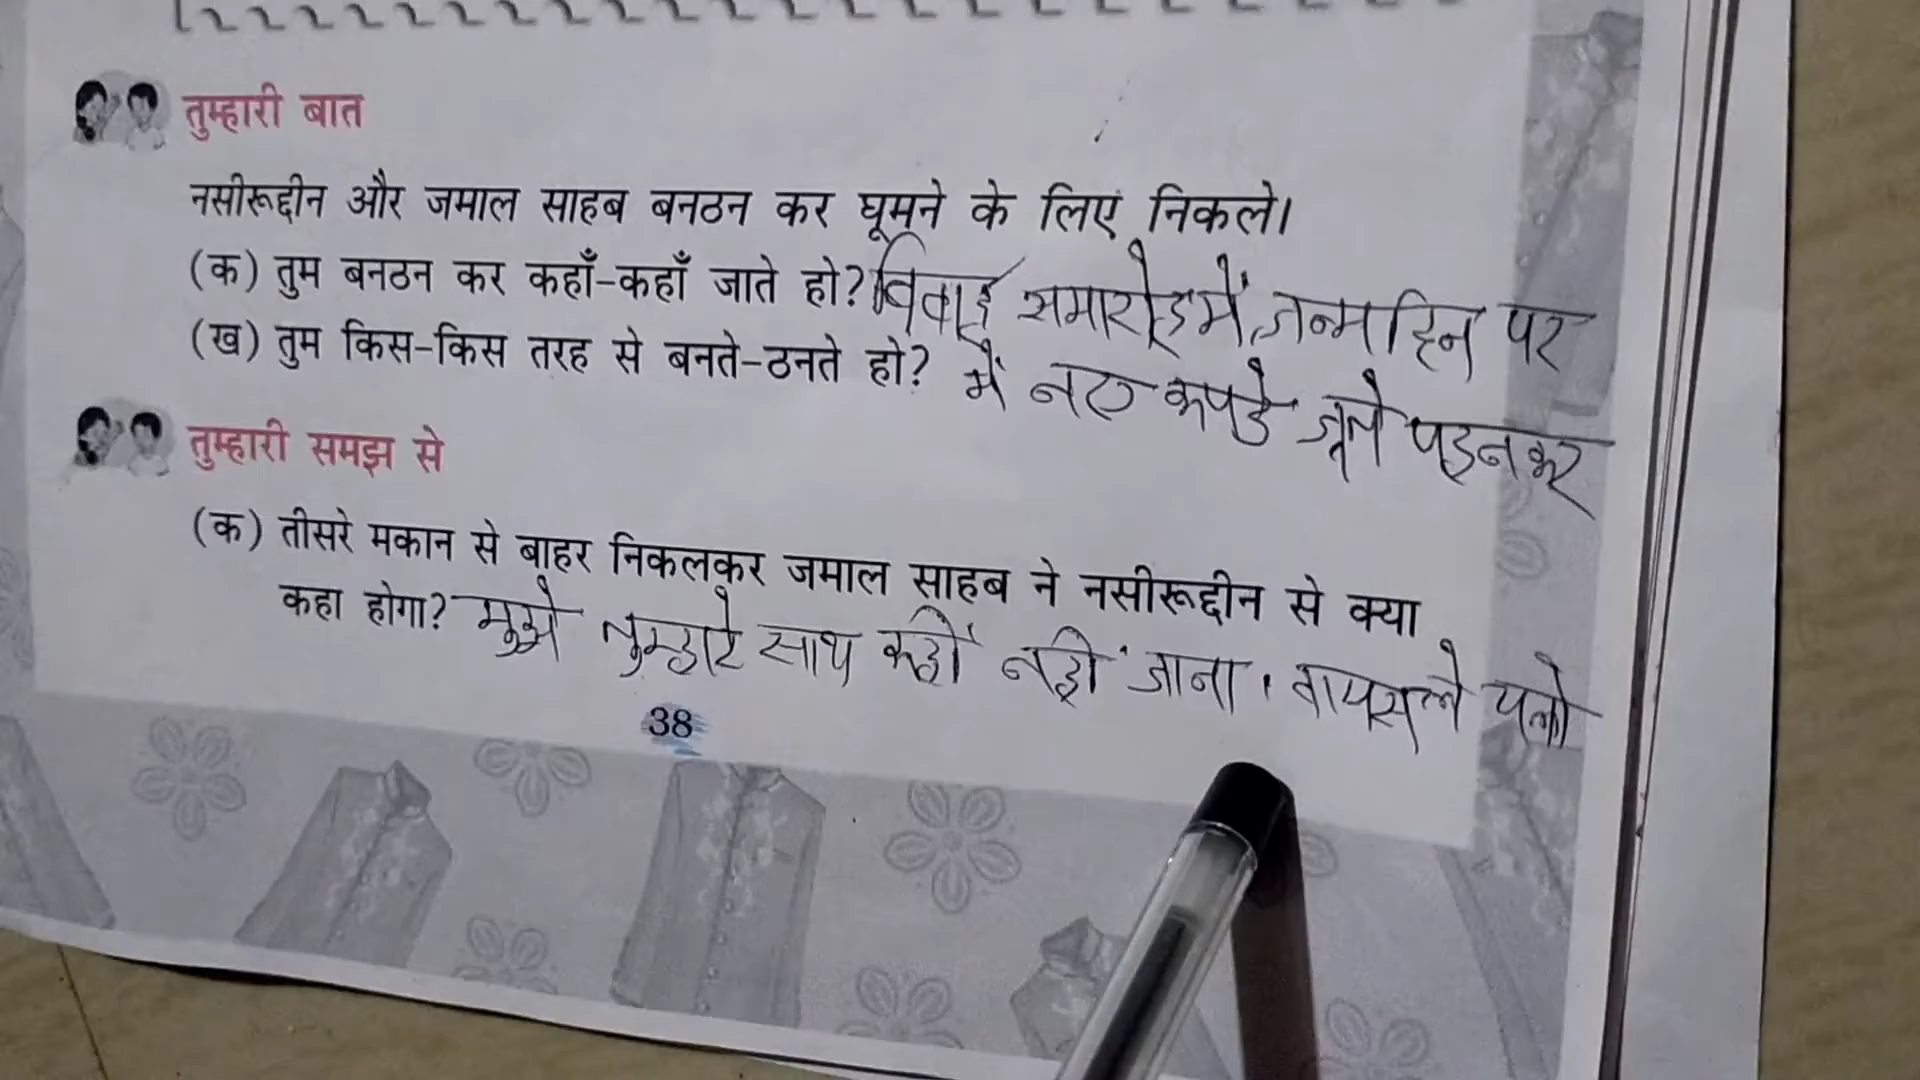 तुम्हारी बात
नसीरूद्दीन और जमाल साहब बनठन कर घूमने के लिए निकले।
(क) तुम बनठन कर कहाँ-कहाँ जाते हो? विवाह समारोह में, जन्मदिन पर
(ख) तुम किस-किस तरह से बनते-ठनते हो? में नए कपडे जूते पहनकर
तुम्हारी समझ से
(क) तीसरे मकान से बाहर निकलकर जमाल साहब ने नसीरूद्दीन से क्या
कहा होगा? मुझे तुम्हारे साथ कहीं नही जाना। वापस ले चलो
38